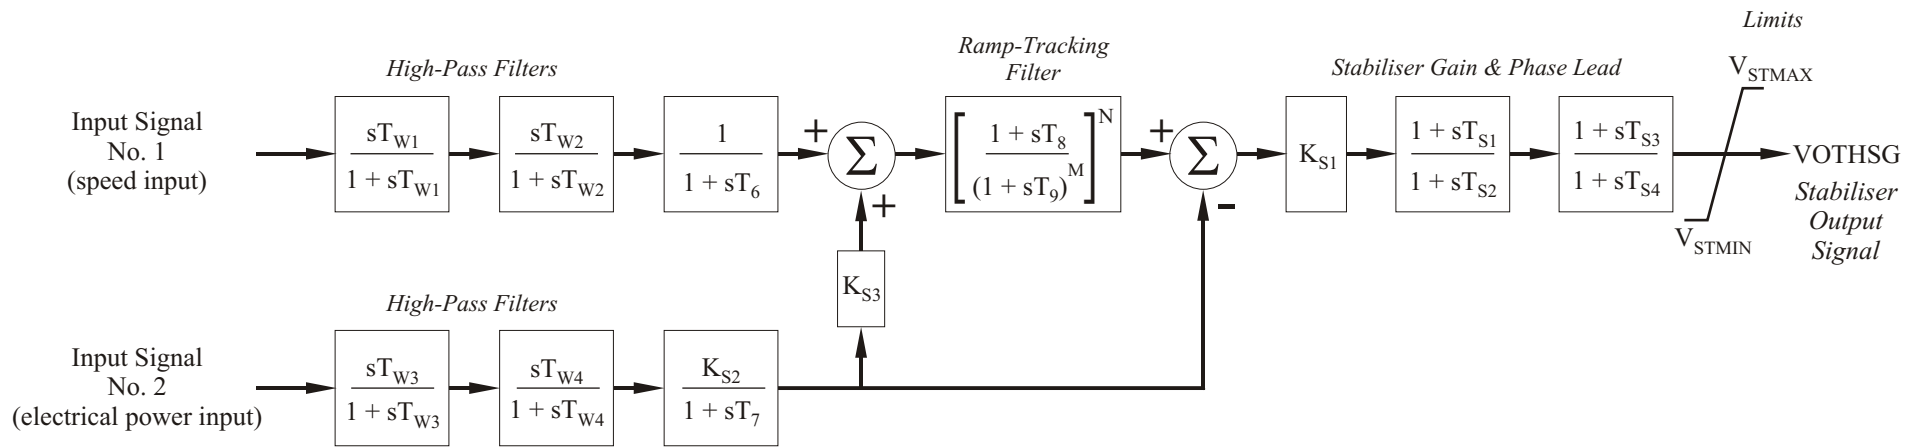 Limits
V_STMAX
Ramp-Tracking
Filter
High-Pass Filters
Stabiliser Gain & Phase Lead
Input Signal
No. 1
(speed input)
sT_W1
1 + sT_W1
sT_W2
1 + sT_W2
1
1 + sT_6
+
Σ
+
[ 1 + sT_8 ]^N
(1 + sT_9)^M
+
Σ
-
K_S1
1 + sT_S1
1 + sT_S2
1 + sT_S3
1 + sT_S4
V_STMIN
VOTHSG
Stabiliser
Output
Signal
K_S3
High-Pass Filters
Input Signal
No. 2
(electrical power input)
sT_W3
1 + sT_W3
sT_W4
1 + sT_W4
K_S2
1 + sT_7